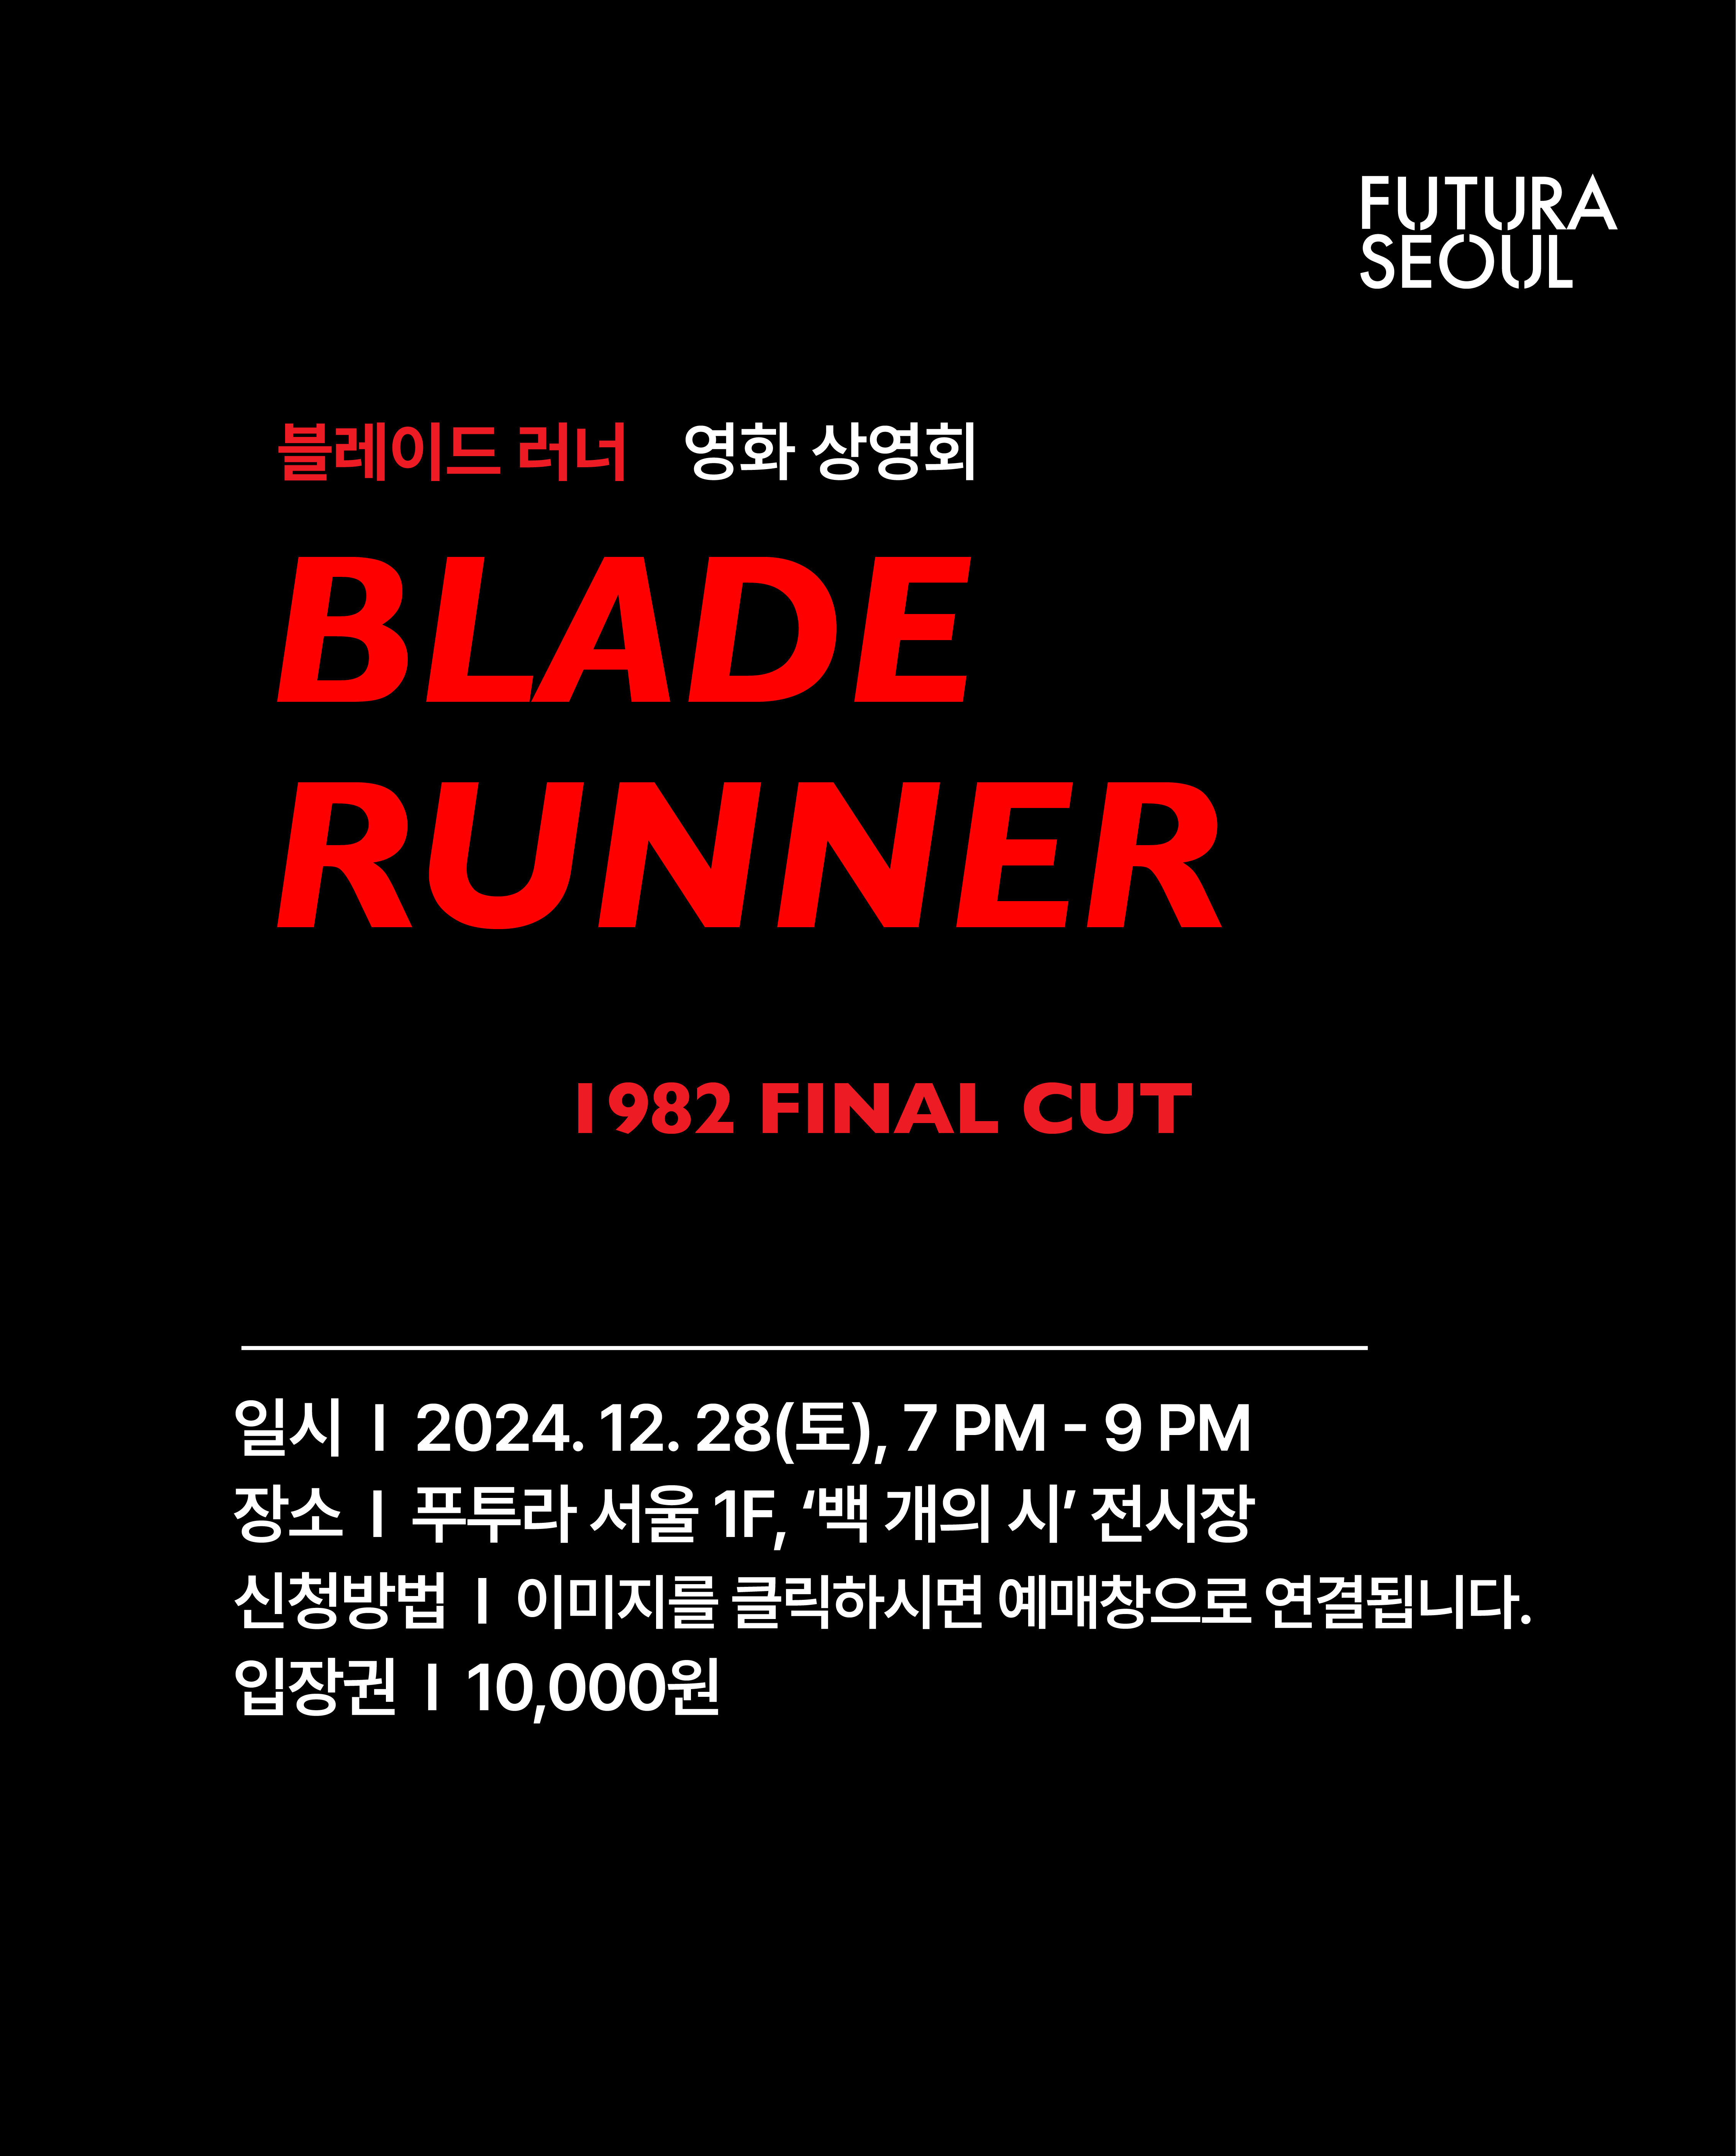 FUTURA
SEOUL
블레이드 러너 영화 상영회
BLADE
RUNNER
1982 FINAL CUT
일시 I 2024. 12. 28(토), 7 PM - 9 PM
장소 I 푸투라 서울 1F, ‘백 개의 시’ 전시장
신청방법 I 이미지를 클릭하시면 예매창으로 연결됩니다.
입장권 I 10,000원